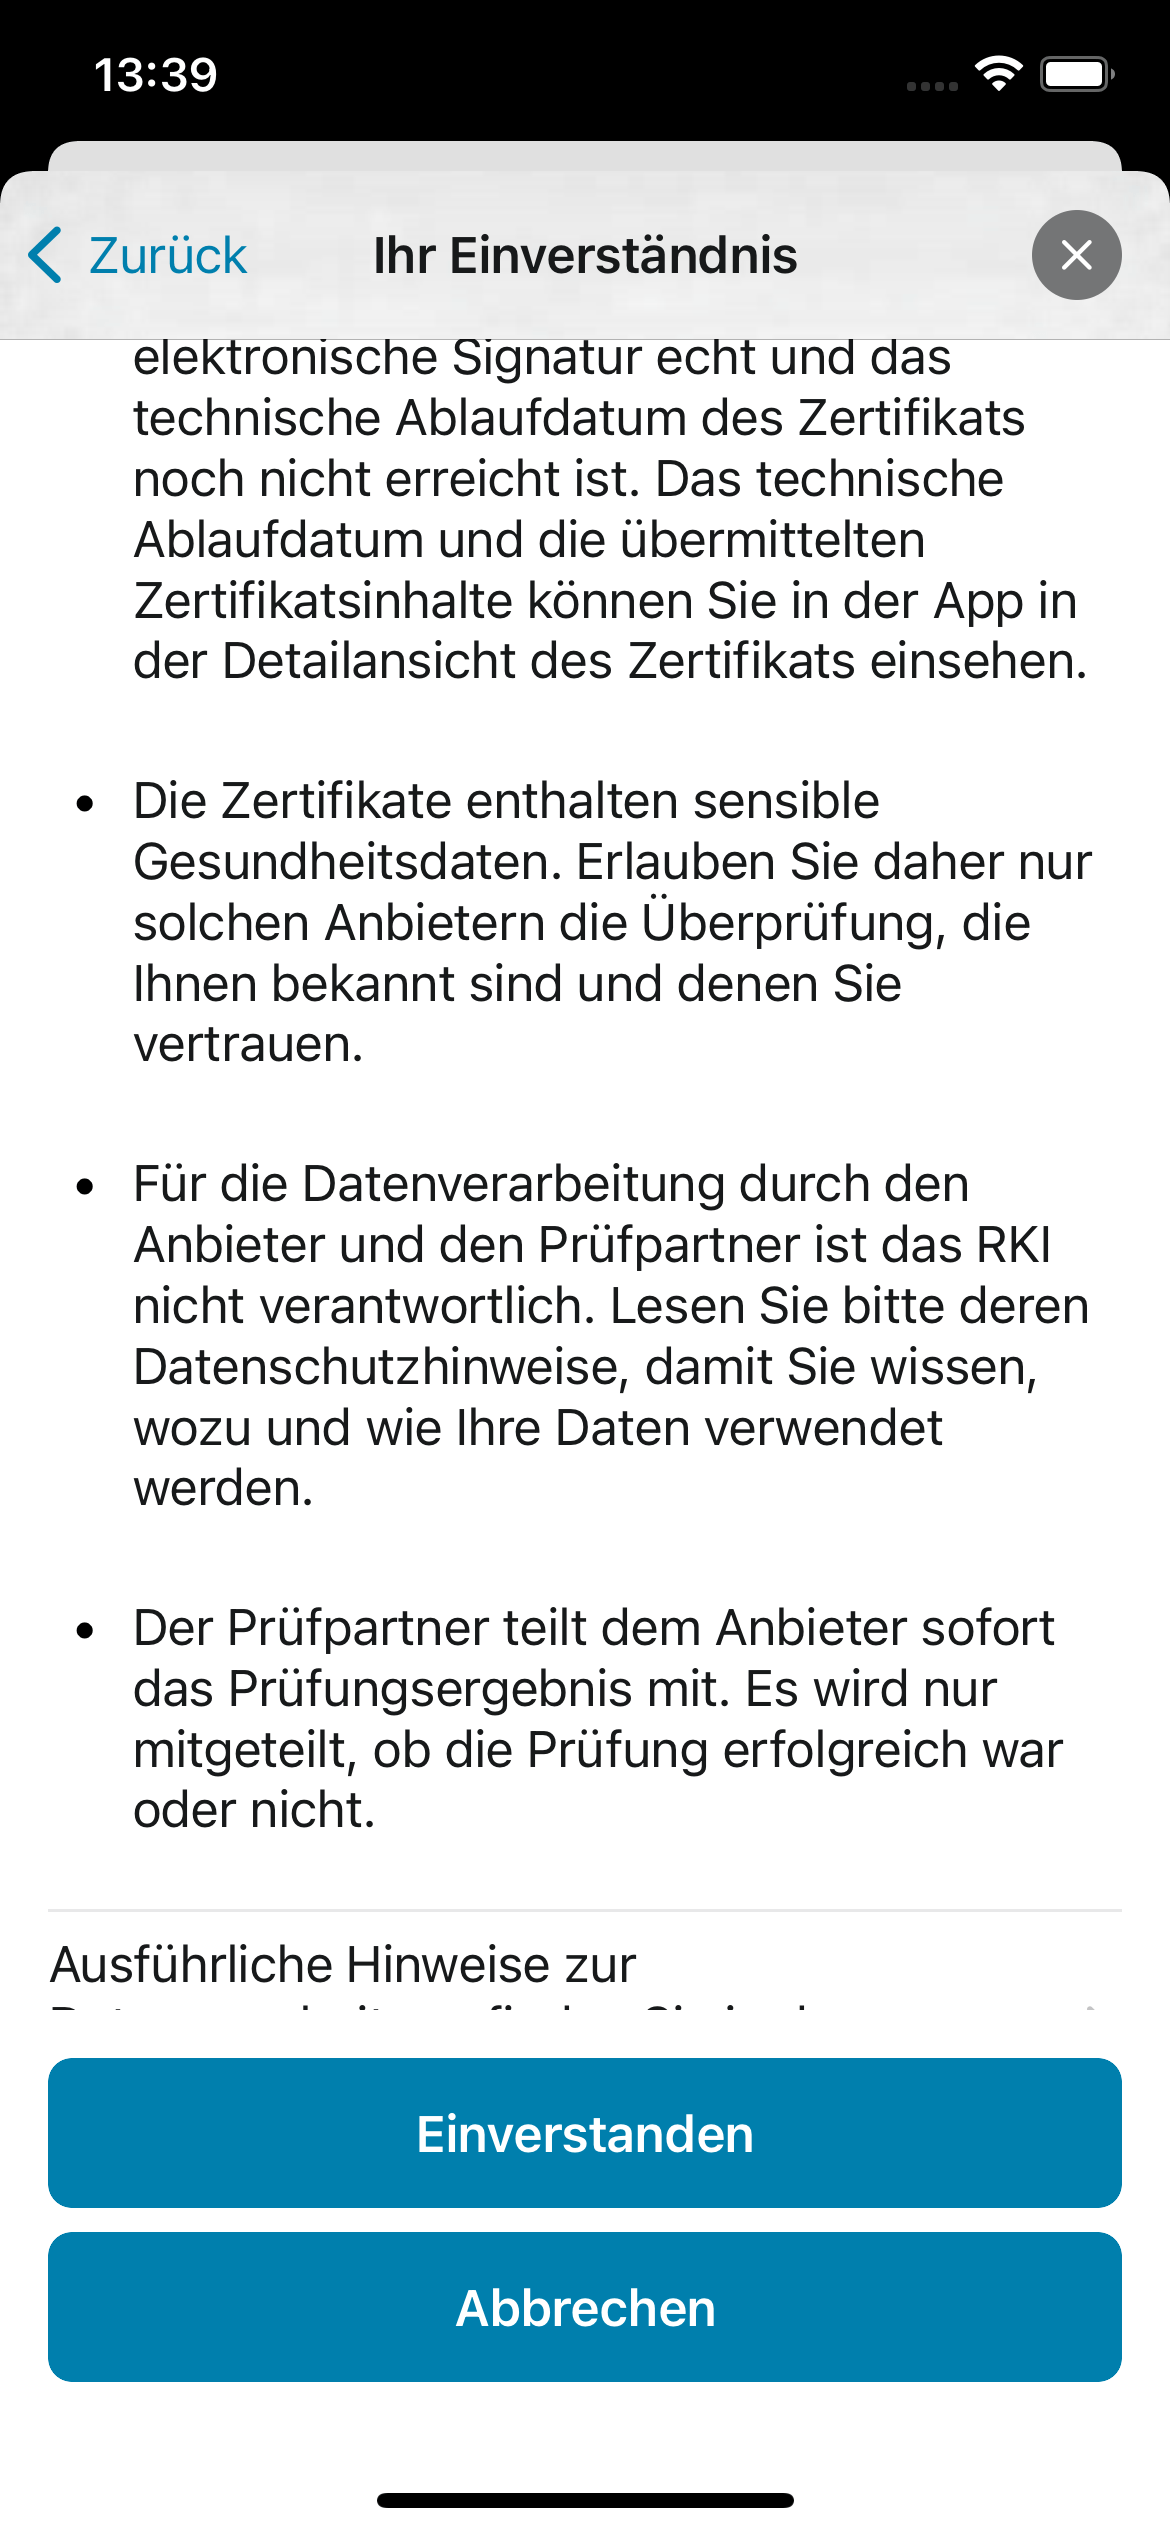 13:39
Zurück
Ihr Einverständnis
elektronische Signatur echt und das
technische Ablaufdatum des Zertifikats
noch nicht erreicht ist. Das technische
Ablaufdatum und die übermittelten
Zertifikatsinhalte können Sie in der App in
der Detailansicht des Zertifikats einsehen.
• Die Zertifikate enthalten sensible
Gesundheitsdaten. Erlauben Sie daher nur
solchen Anbietern die Überprüfung, die
Ihnen bekannt sind und denen Sie
vertrauen.
• Für die Datenverarbeitung durch den
Anbieter und den Prüfpartner ist das RKI
nicht verantwortlich. Lesen Sie bitte deren
Datenschutzhinweise, damit Sie wissen,
wozu und wie Ihre Daten verwendet
werden.
• Der Prüfpartner teilt dem Anbieter sofort
das Prüfungsergebnis mit. Es wird nur
mitgeteilt, ob die Prüfung erfolgreich war
oder nicht.
Ausführliche Hinweise zur
Einverstanden
Abbrechen